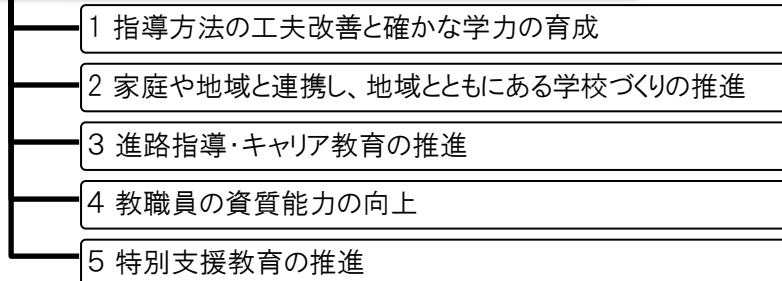 1 指導方法の工夫改善と確かな学力の育成
2 家庭や地域と連携し、地域とともにある学校づくりの推進
3 進路指導・キャリア教育の推進
4 教職員の資質能力の向上
5 特別支援教育の推進